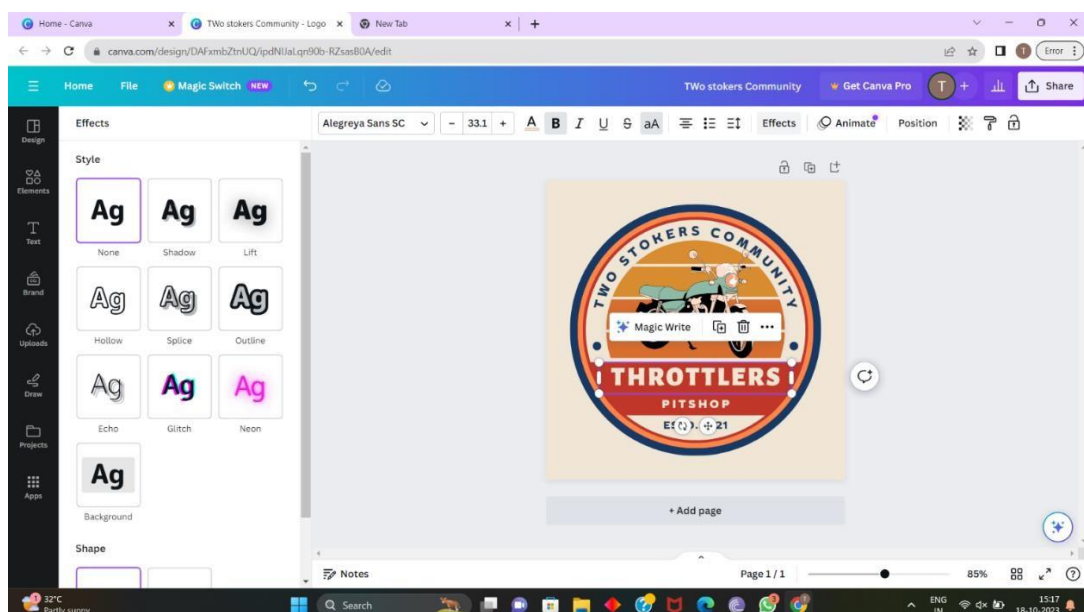 Home - Canva
TWo stokers Community - Logo
New Tab
canva.com/design/DAFxmbZtnUQ/ipdNIJaLqn90b-RZsasB0A/edit
Error
Home File Magic Switch NEW
TWo stokers Community
Get Canva Pro
T
Share
Design
Elements
Text
Brand
Uploads
Draw
Projects
Apps
Effects
Style
Ag Ag Ag
None Shadow Lift
Ag Ag Ag
Hollow Splice Outline
Ag Ag Ag
Echo Glitch Neon
Ag
Background
Shape
Alegreya Sans SC - 33.1 + A B I U S aA Effects Animate Position
TWO STOKERS COMMUNITY
Magic Write
THROTTLERS
PITSHOP
+ Add page
Notes
Page 1 / 1
85%
32°C
Partly sunny
Search
ENG
IN
15:17
18-10-2023